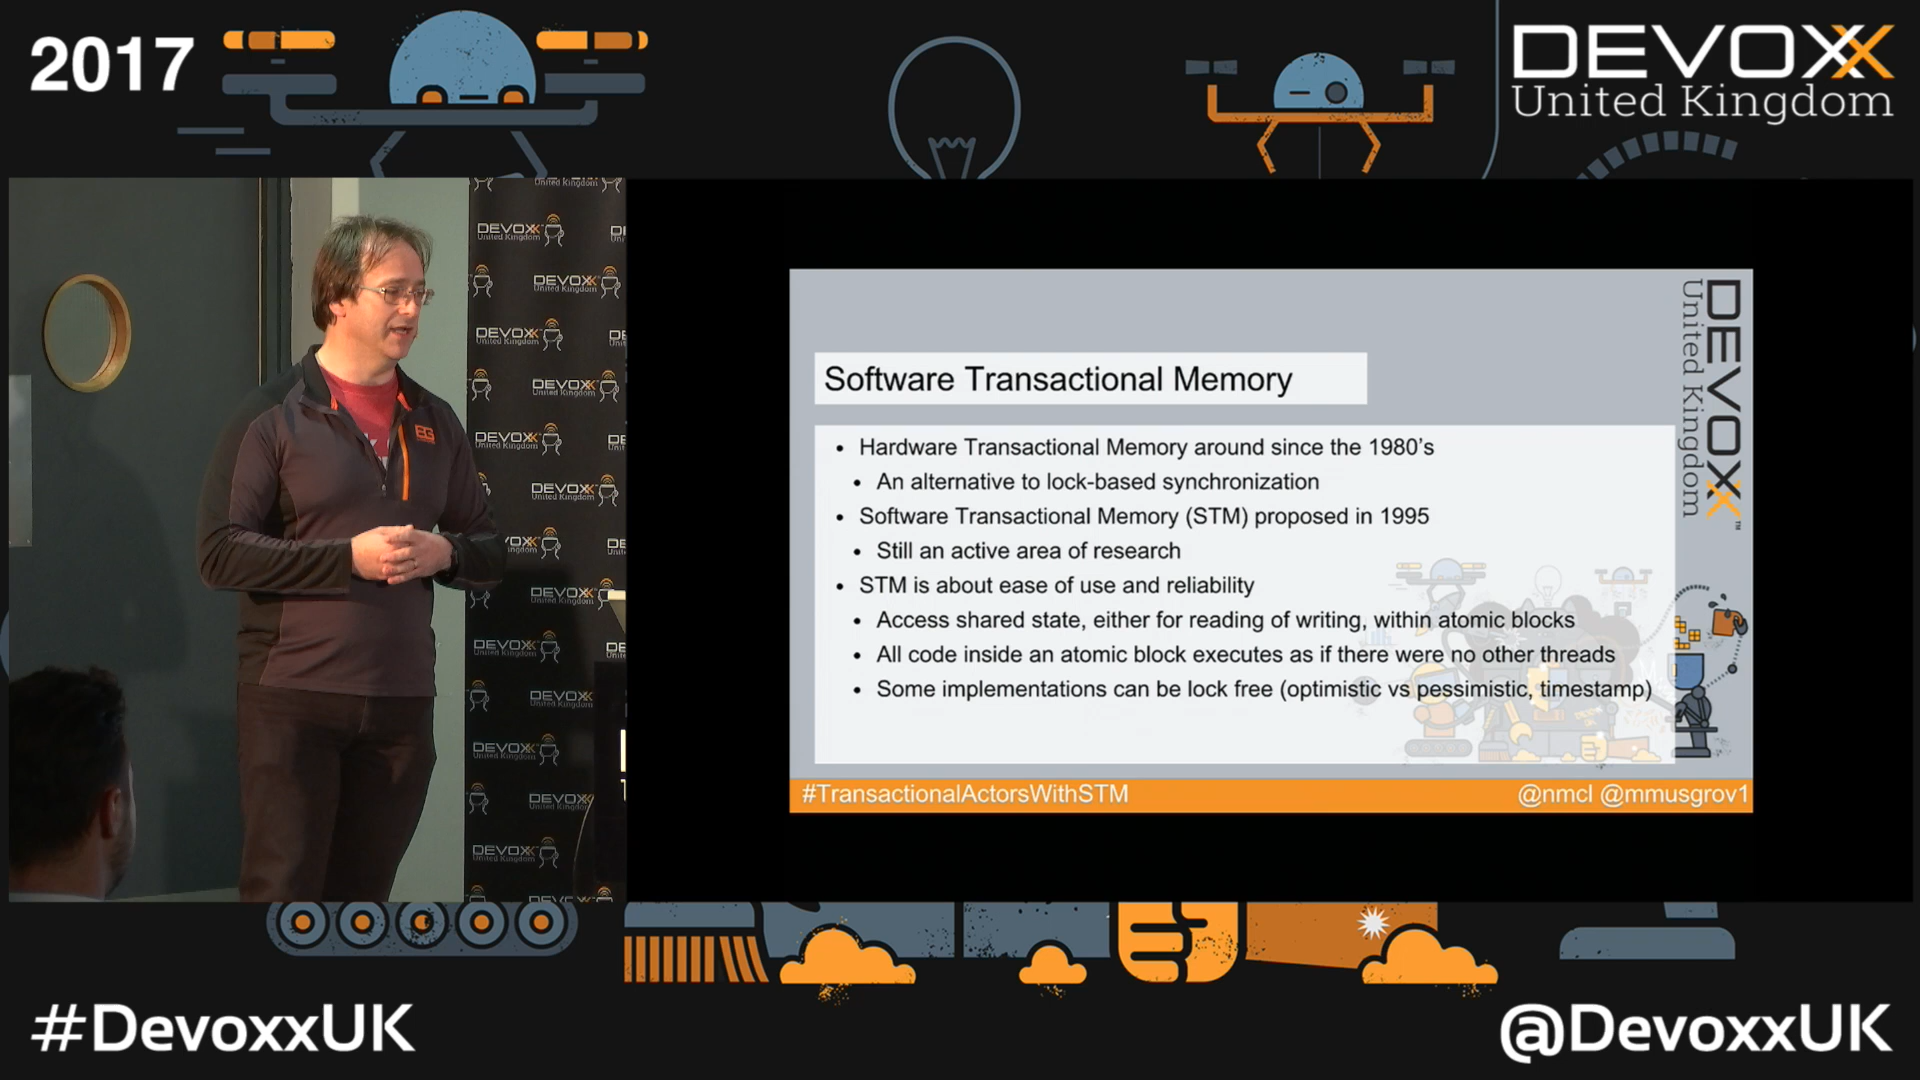 2017
DEVOXX
United Kingdom
DEVOXX
United Kingdom
Software Transactional Memory
• Hardware Transactional Memory around since the 1980's
• An alternative to lock-based synchronization
• Software Transactional Memory (STM) proposed in 1995
• Still an active area of research
• STM is about ease of use and reliability
• Access shared state, either for reading of writing, within atomic blocks
• All code inside an atomic block executes as if there were no other threads
• Some implementations can be lock free (optimistic vs pessimistic, timestamp)
DEVOXX™
United Kingdom
#TransactionalActorsWithSTM
@nmcl @mmusgrov1
#DevoxxUK
@DevoxxUK